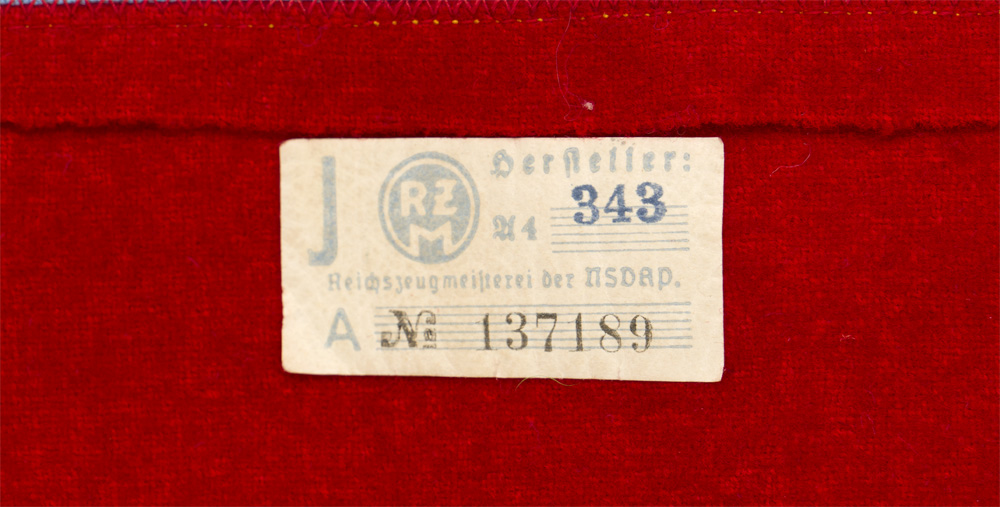 J RZM Hersteller:
A4 343
Reichszeugmeisterei der NSDAP.
A № 137189